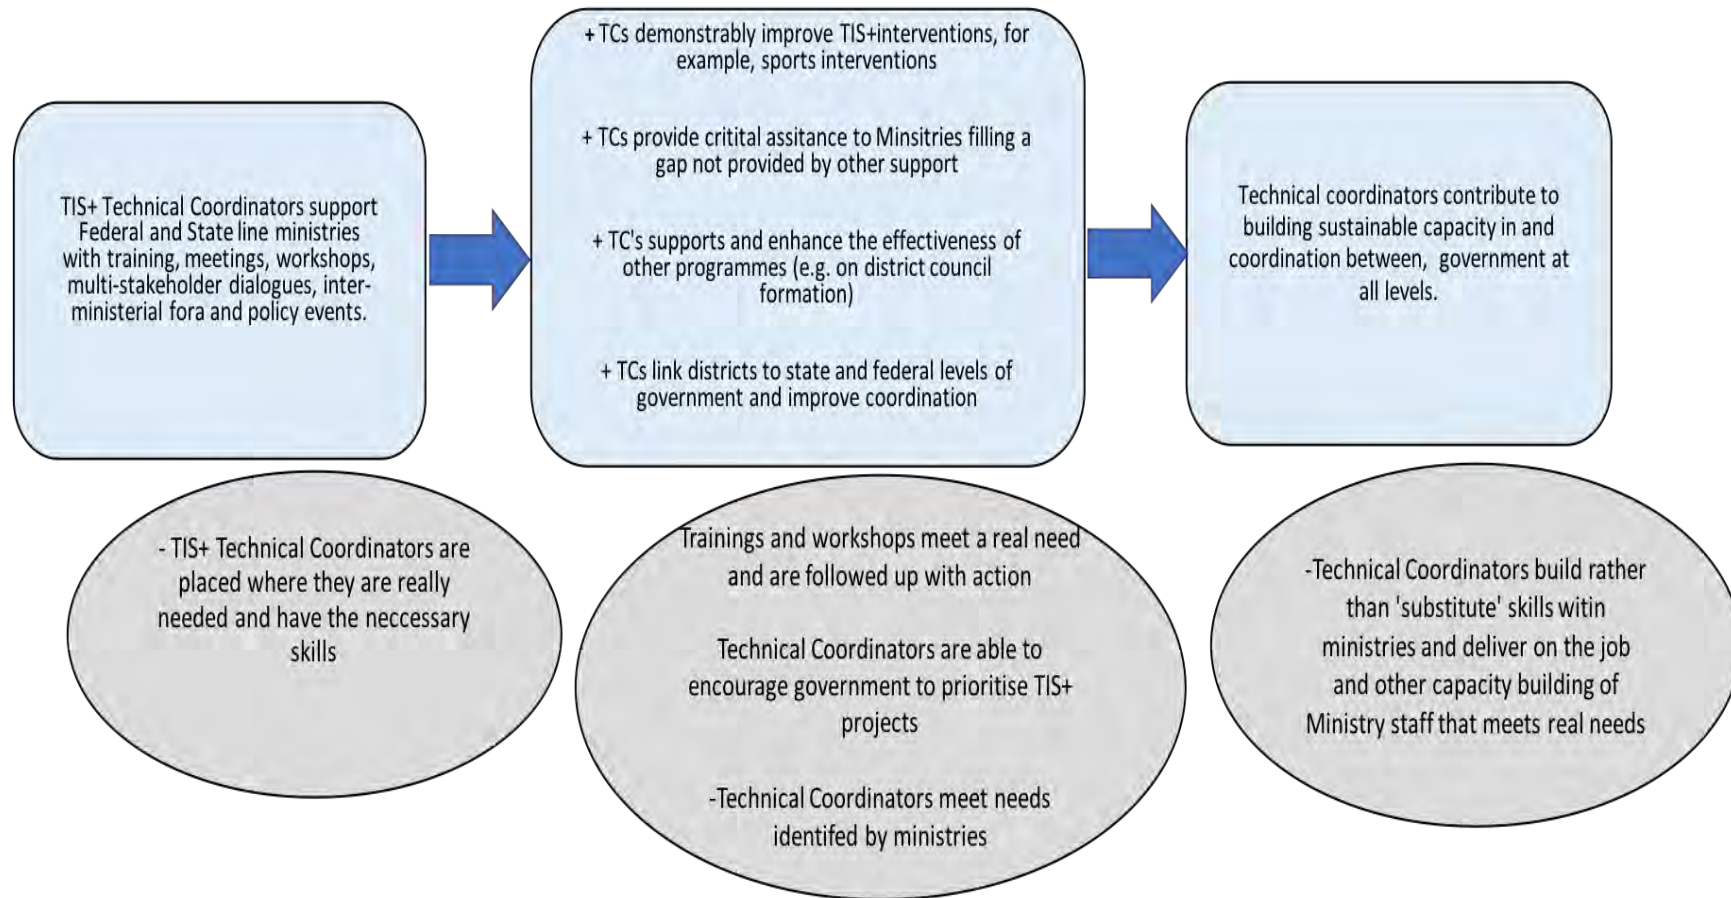 TIS+ Technical Coordinators support
Federal and State line ministries
with training, meetings, workshops,
multi-stakeholder dialogues, inter-
ministerial fora and policy events.
+ TCs demonstrably improve TIS+interventions, for
example, sports interventions
+ TCs provide critital assitance to Minsitries filling a
gap not provided by other support
+ TC's supports and enhance the effectiveness of
other programmes (e.g. on district council
formation)
+ TCs link districts to state and federal levels of
government and improve coordination
Technical coordinators contribute to
building sustainable capacity in and
coordination between, government at
all levels.
- TIS+ Technical Coordinators are
placed where they are really
needed and have the neccessary
skills
Trainings and workshops meet a real need
and are followed up with action
Technical Coordinators are able to
encourage government to prioritise TIS+
projects
-Technical Coordinators meet needs
identifed by ministries
-Technical Coordinators build rather
than 'substitute' skills witin
ministries and deliver on the job
and other capacity building of
Ministry staff that meets real needs